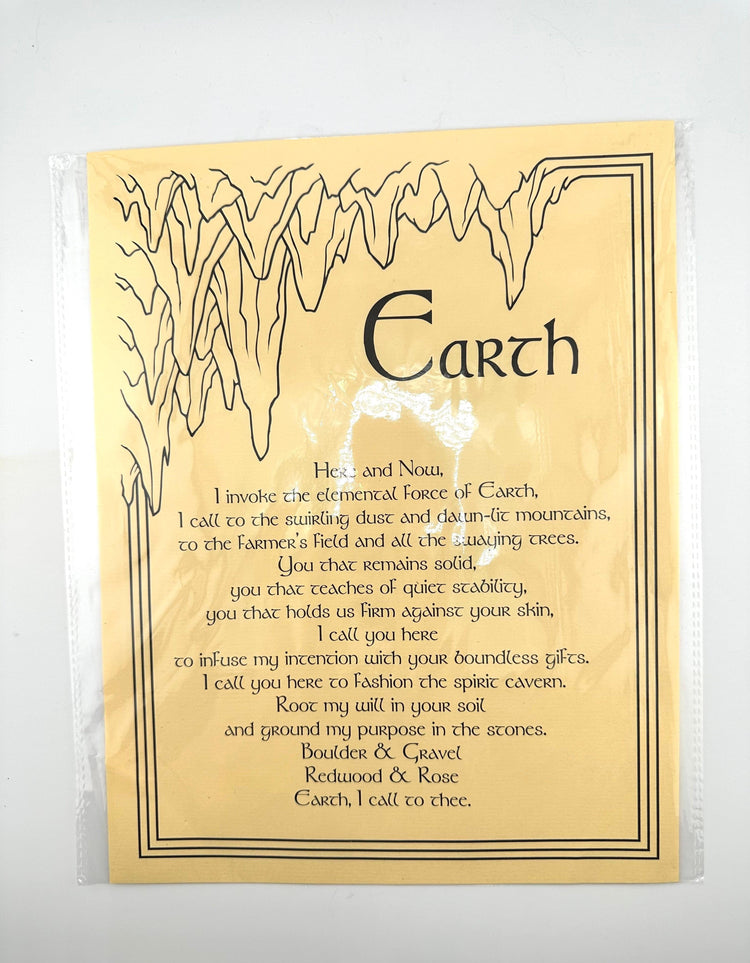 Earth
Here and Now,
I invoke the elemental Force of Earth,
I call to the swirling dust and dawn-lit mountains,
to the Farmer's Field and all the swaying trees.
You that remains solid,
you that teaches of quiet stability,
you that holds us firm against your skin,
I call you here
to infuse my intention with your boundless gifts.
I call you here to fashion the spirit cavern.
Root my will in your soil
and ground my purpose in the stones.
Boulder & Gravel
Redwood & Rose
Earth, I call to thee.